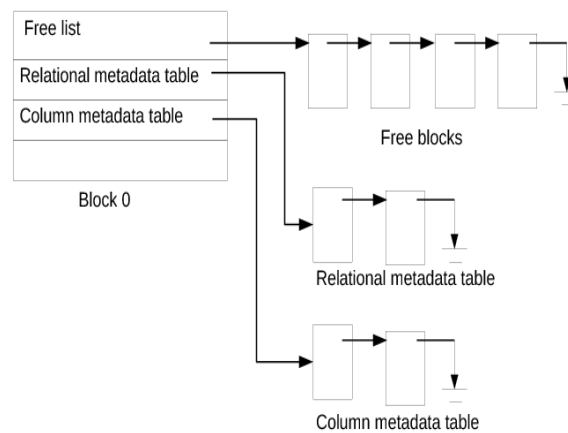 Free list
Relational metadata table
Column metadata table
Block 0
Free blocks
Relational metadata table
Column metadata table